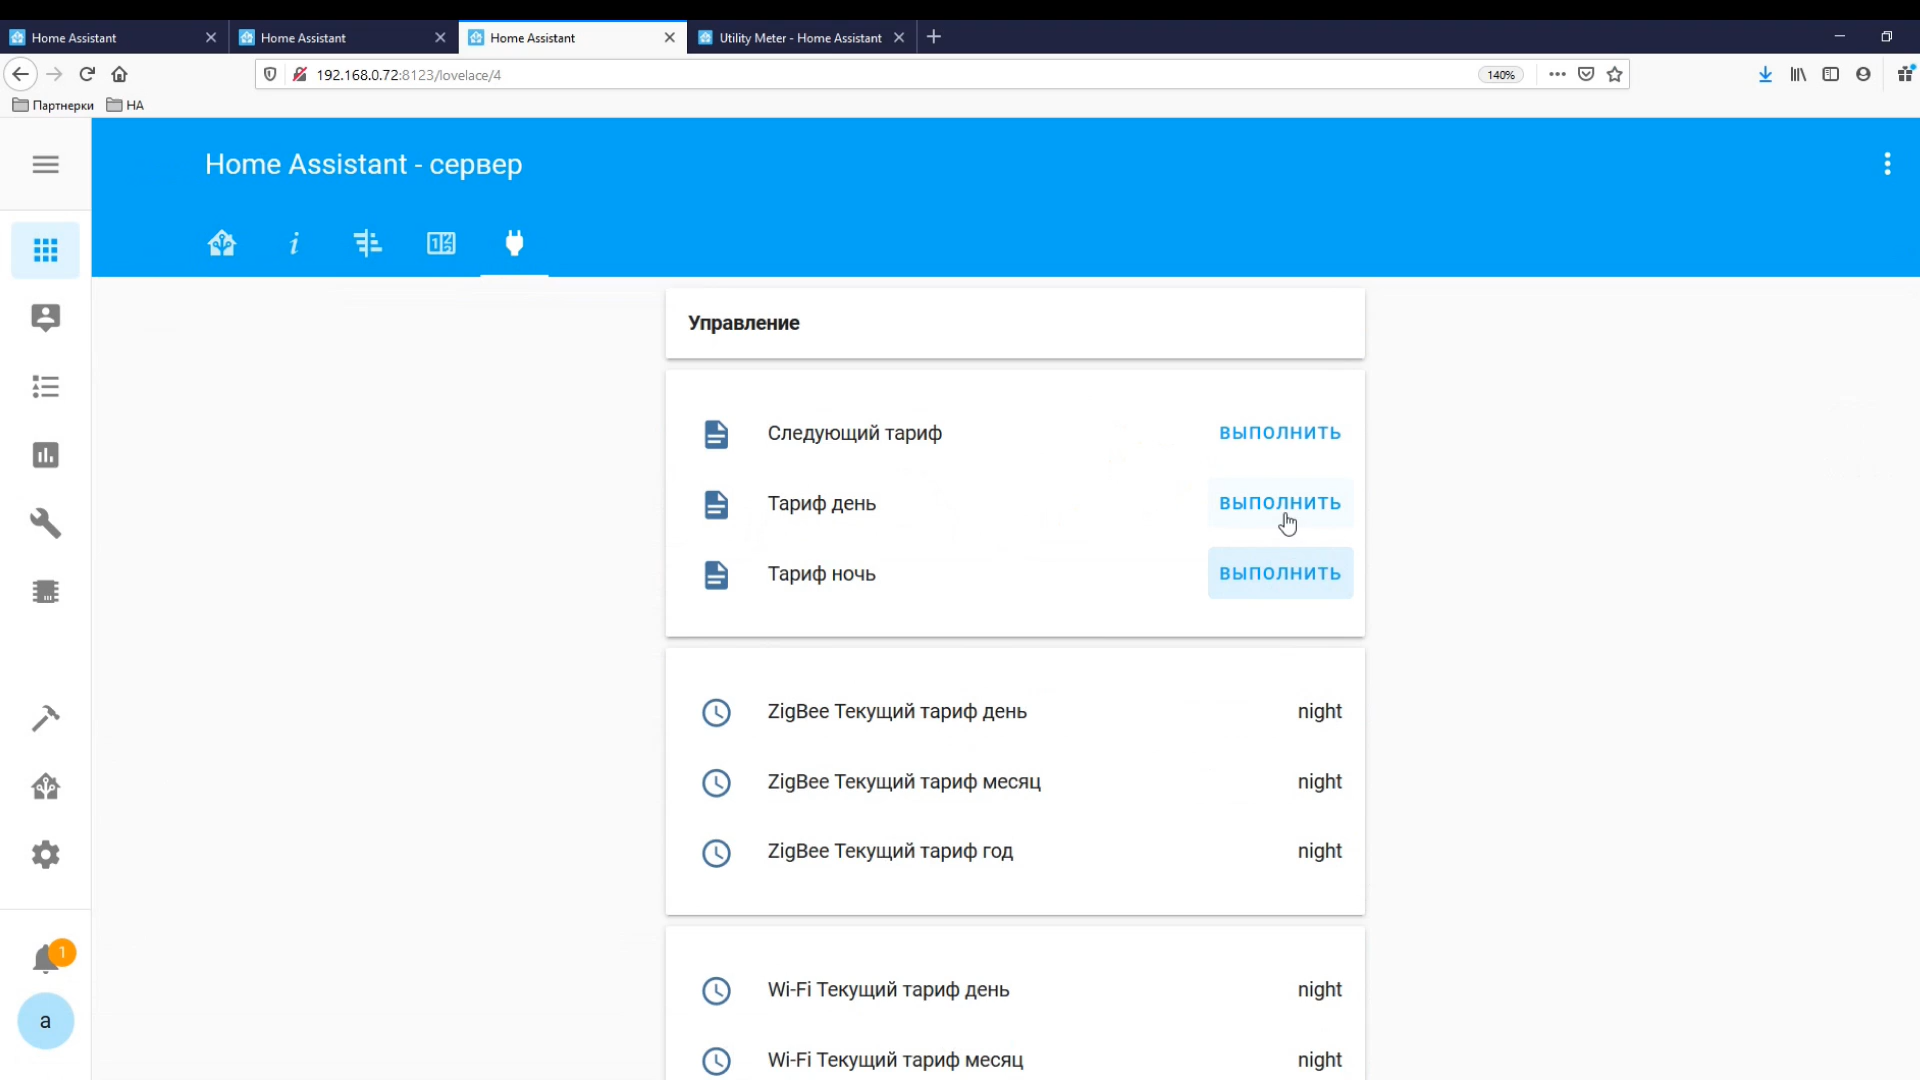 Home Assistant
Home Assistant
Home Assistant
Utility Meter - Home Assistant
192.168.0.72:8123/lovelace/4
140%
Партнерки
HA
Home Assistant - сервер
Управление
Следующий тариф
ВЫПОЛНИТЬ
Тариф день
ВЫПОЛНИТЬ
Тариф ночь
ВЫПОЛНИТЬ
ZigBee Текущий тариф день
night
ZigBee Текущий тариф месяц
night
ZigBee Текущий тариф год
night
1
a
Wi-Fi Текущий тариф день
night
Wi-Fi Текущий тариф месяц
night